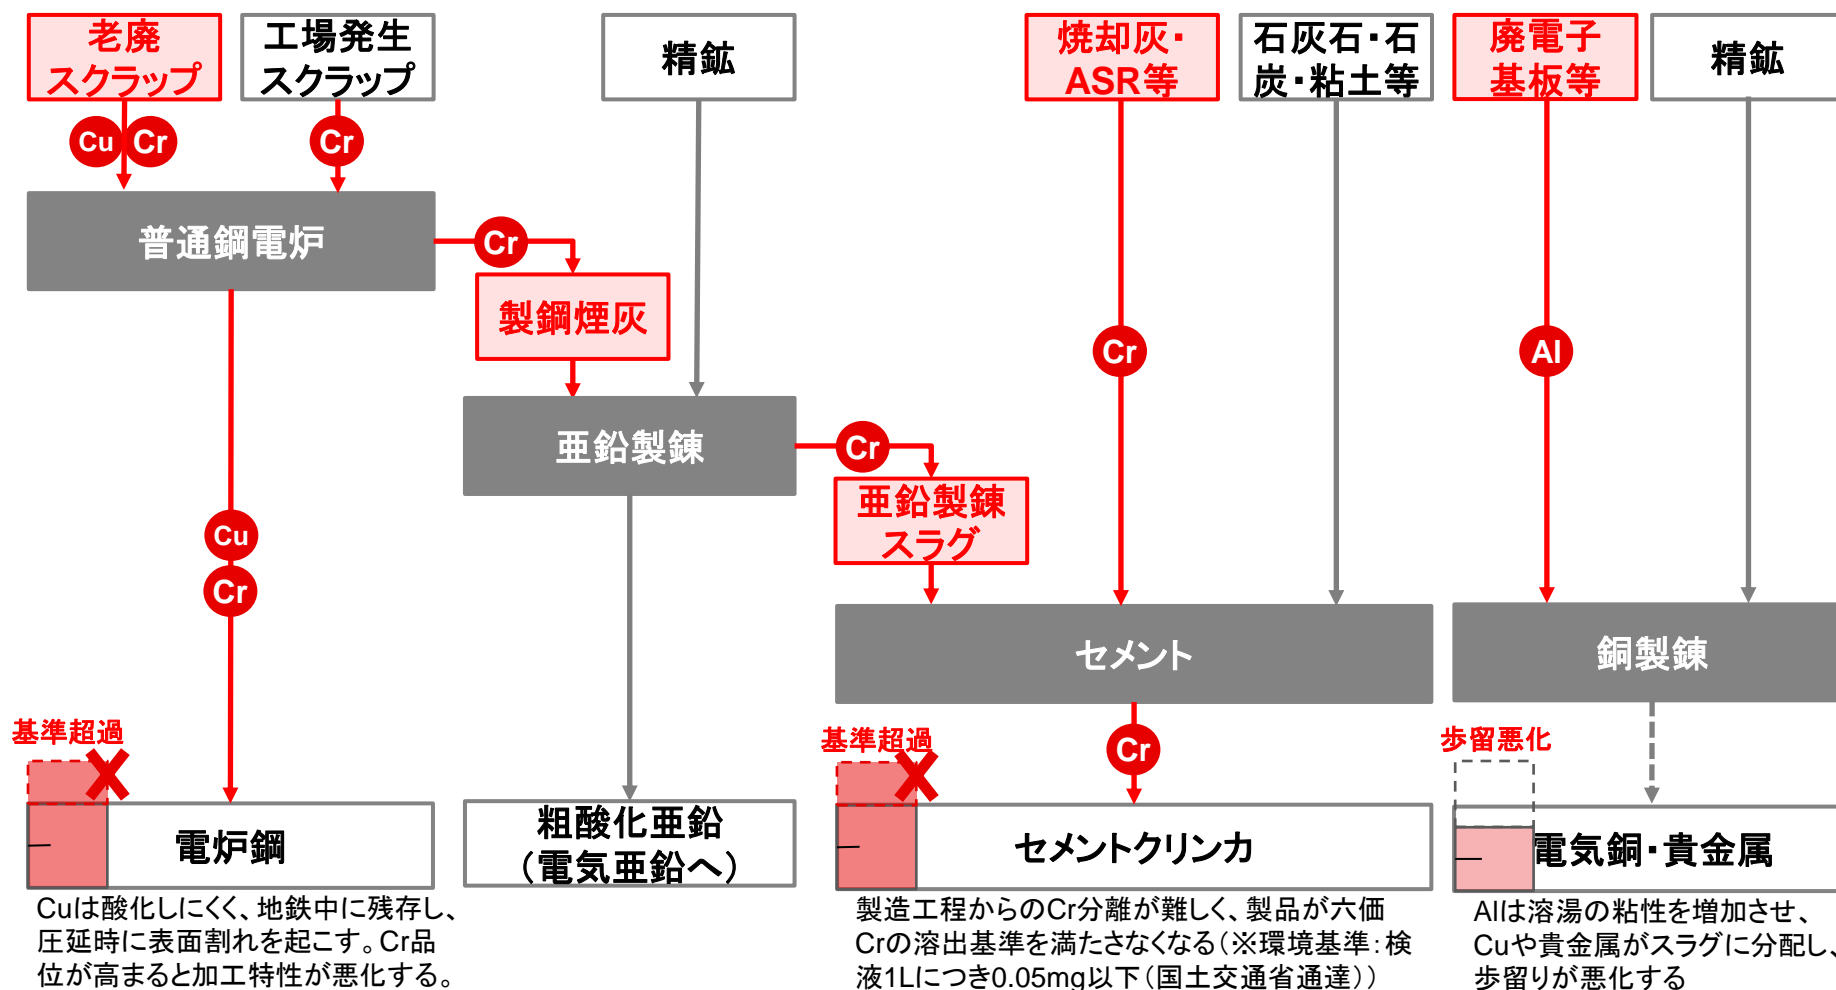 老廃
スクラップ
工場発生
スクラップ
精鉱
焼却灰・
ASR等
石灰石・石
炭・粘土等
廃電子
基板等
精鉱
Cu
Cr
Cr
普通鋼電炉
Cr
製鋼煙灰
Cr
Al
亜鉛製錬
Cr
亜鉛製錬
スラグ
Cu
Cr
セメント
銅製錬
基準超過
基準超過
Cr
歩留悪化
電炉鋼
粗酸化亜鉛
（電気亜鉛へ）
セメントクリンカ
電気銅・貴金属
Cuは酸化しにくく、地鉄中に残存し、
圧延時に表面割れを起こす。Cr品
位が高まると加工特性が悪化する。
製造工程からのCr分離が難しく、製品が六価
Crの溶出基準を満たさなくなる（※環境基準：検
液1Lにつき0.05mg以下（国土交通省通達））
Alは溶湯の粘性を増加させ、
Cuや貴金属がスラグに分配し、
歩留りが悪化する